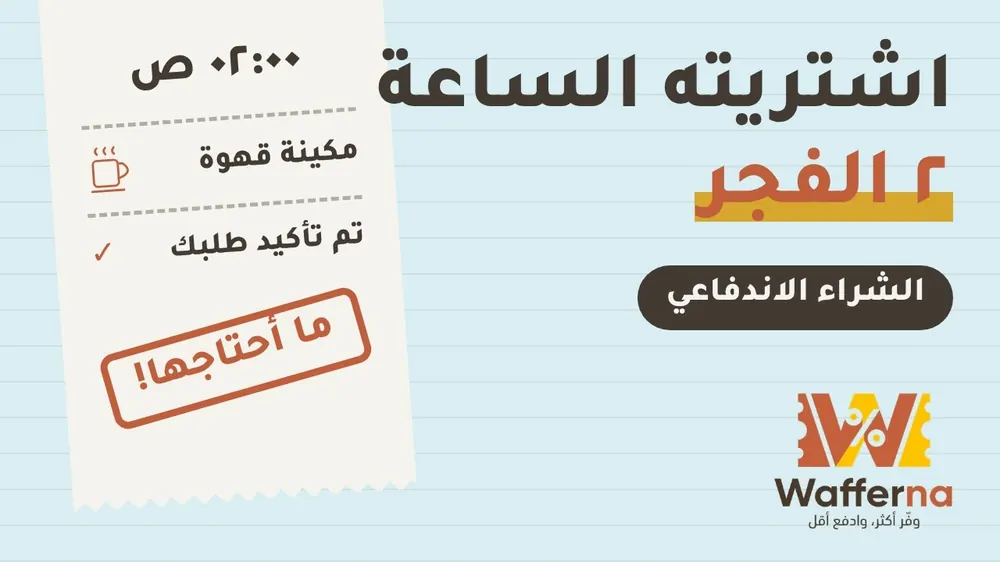 اشتريته الساعة
٢ الفجر
الشراء الاندفاعي
٠٢:٠٠ ص
مكينة قهوة
تم تأكيد طلبك
✓
ما أحتاجها!
Wafferna
وفّر أكثر، وادفع أقل